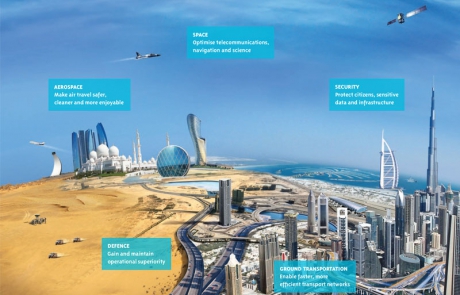 SPACE
Optimise telecommunications,
navigation and science
AEROSPACE
Make air travel safer,
cleaner and more enjoyable
SECURITY
Protect citizens, sensitive
data and infrastructure
DEFENCE
Gain and maintain
operational superiority
GROUND TRANSPORTATION
Enable faster, more
efficient transport networks